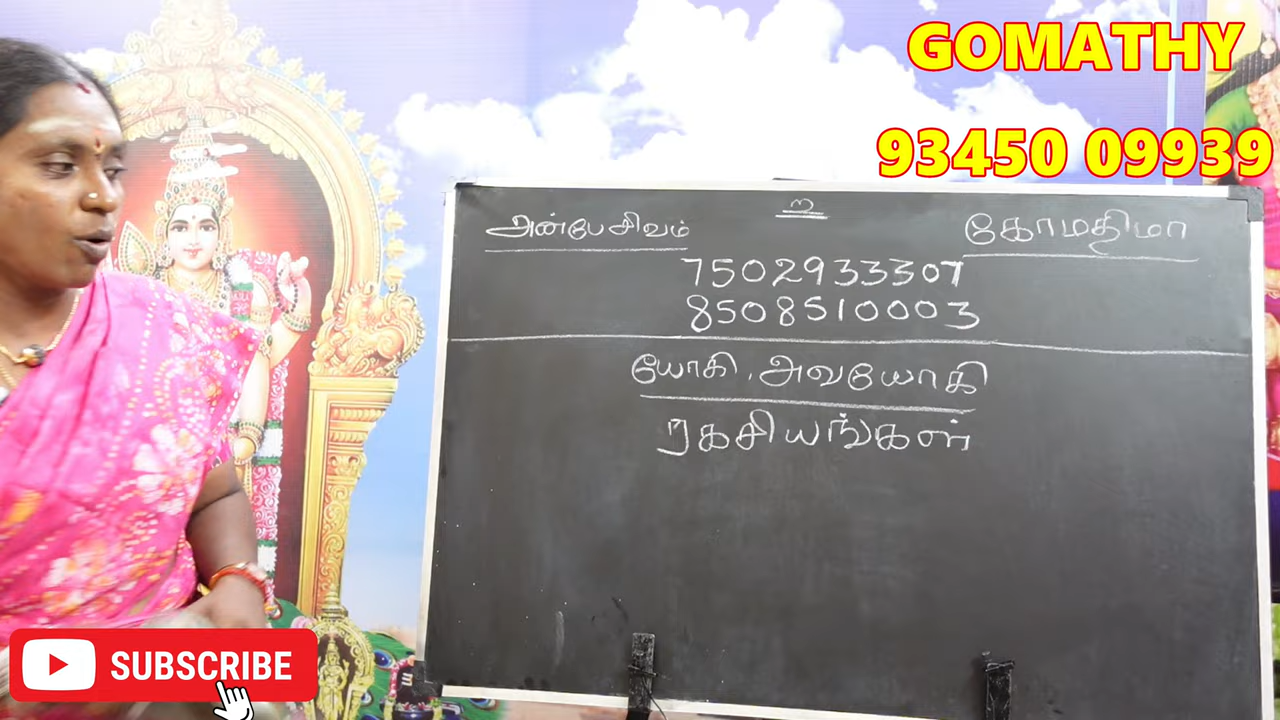 GOMATHY
93450 09939
உ
அன்பே சிவம்
கோமதிமா
7502933307
8508510003
யோகி, அவயோகி
ரகசியங்கள்
SUBSCRIBE